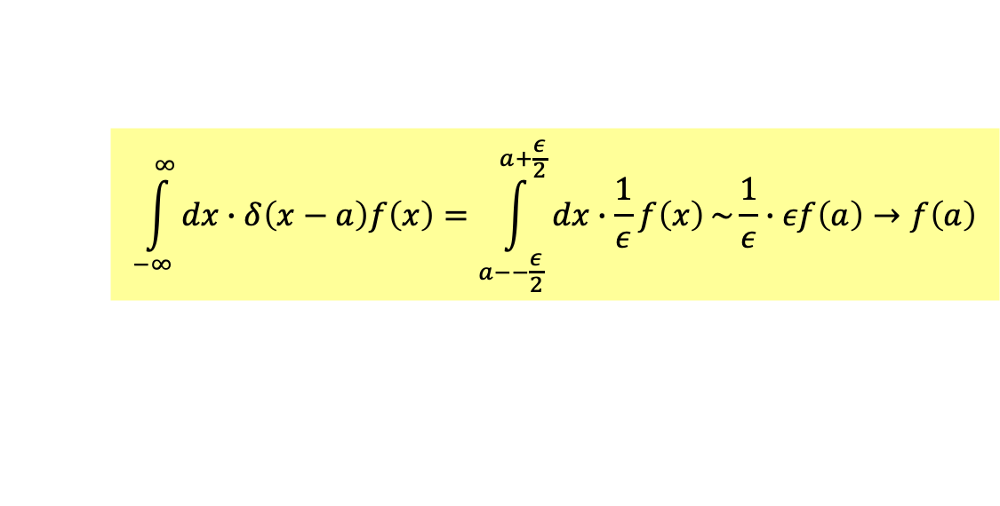 ∫_{-∞}^{∞} dx · δ(x − a)f(x) = ∫_{a--ϵ/2}^{a+ϵ/2} dx · 1/ϵ f(x) ~ 1/ϵ · ϵf(a) → f(a)